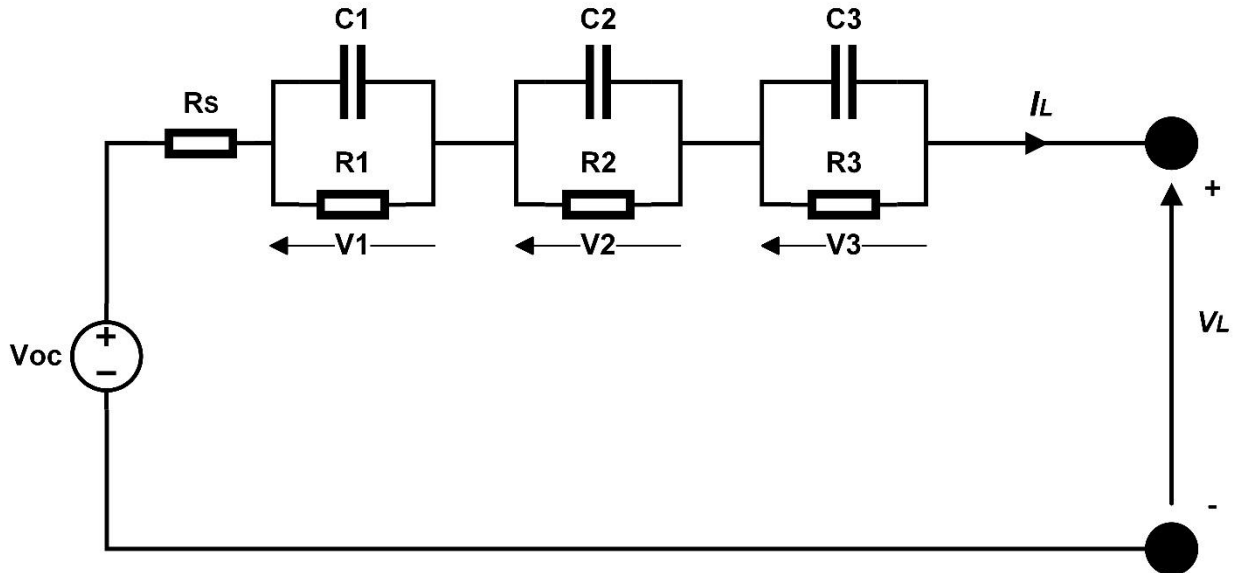 C1 C2 C3
Rs
IL
R1 R2 R3
+
V1 V2 V3
VL
Voc
+
−
-